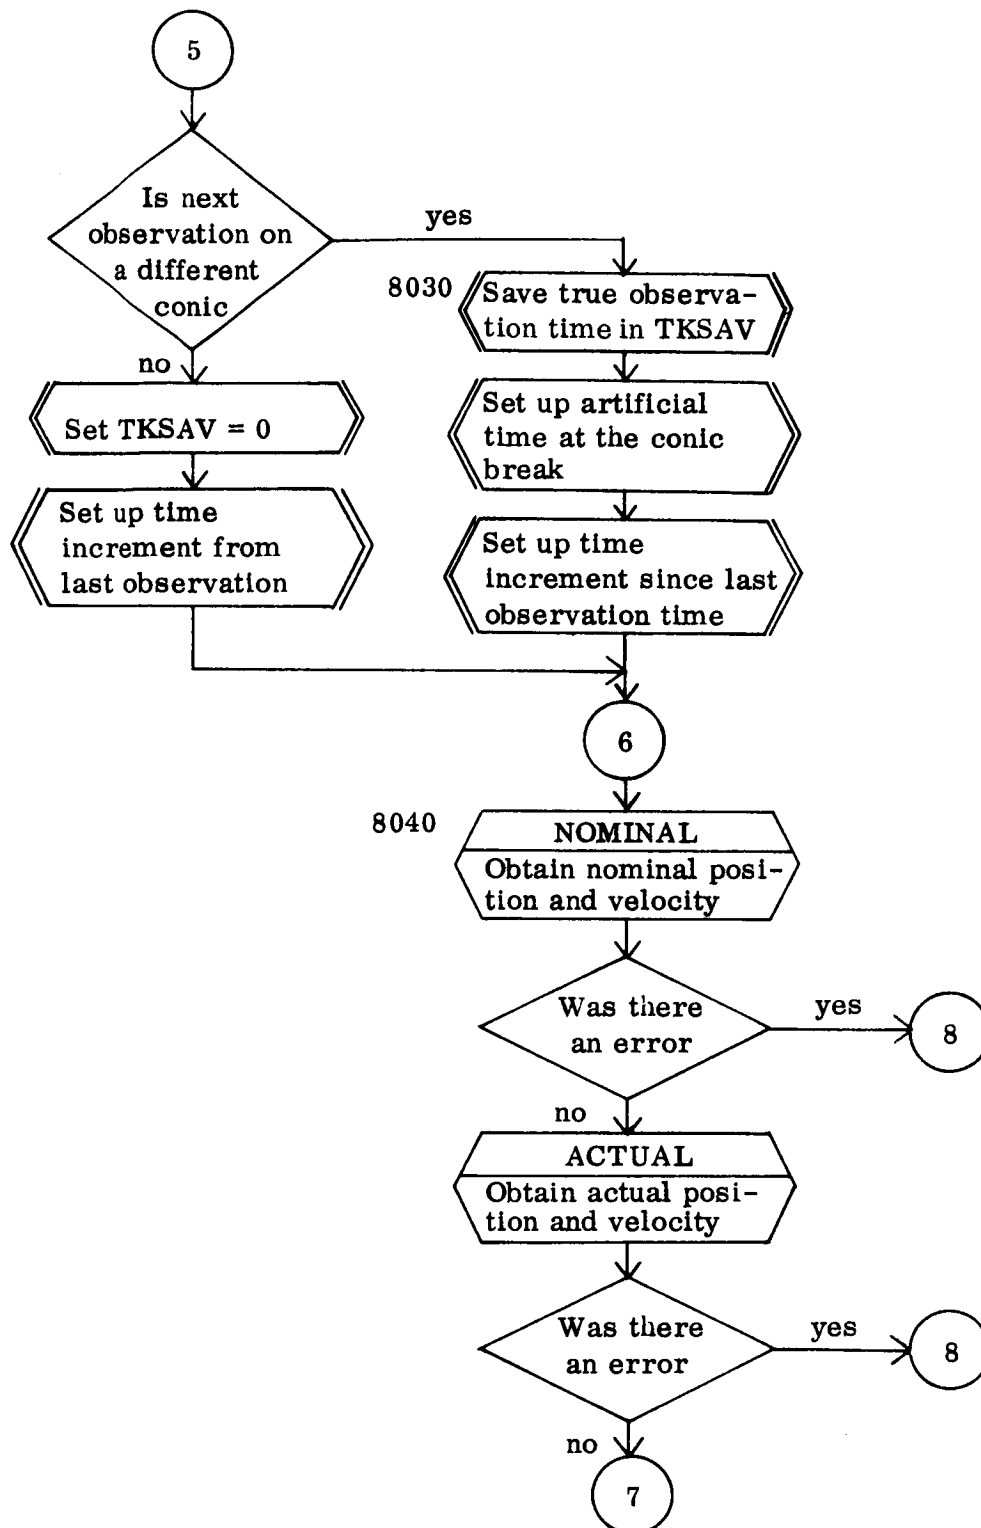 5
Is next
observation on
a different
conic
yes
no
8030
Save true observa-
tion time in TKSAV
Set TKSAV = 0
Set up artificial
time at the conic
break
Set up time
increment from
last observation
Set up time
increment since last
observation time
6
8040
NOMINAL
Obtain nominal posi-
tion and velocity
Was there
an error
yes
8
no
ACTUAL
Obtain actual posi-
tion and velocity
Was there
an error
yes
8
no
7